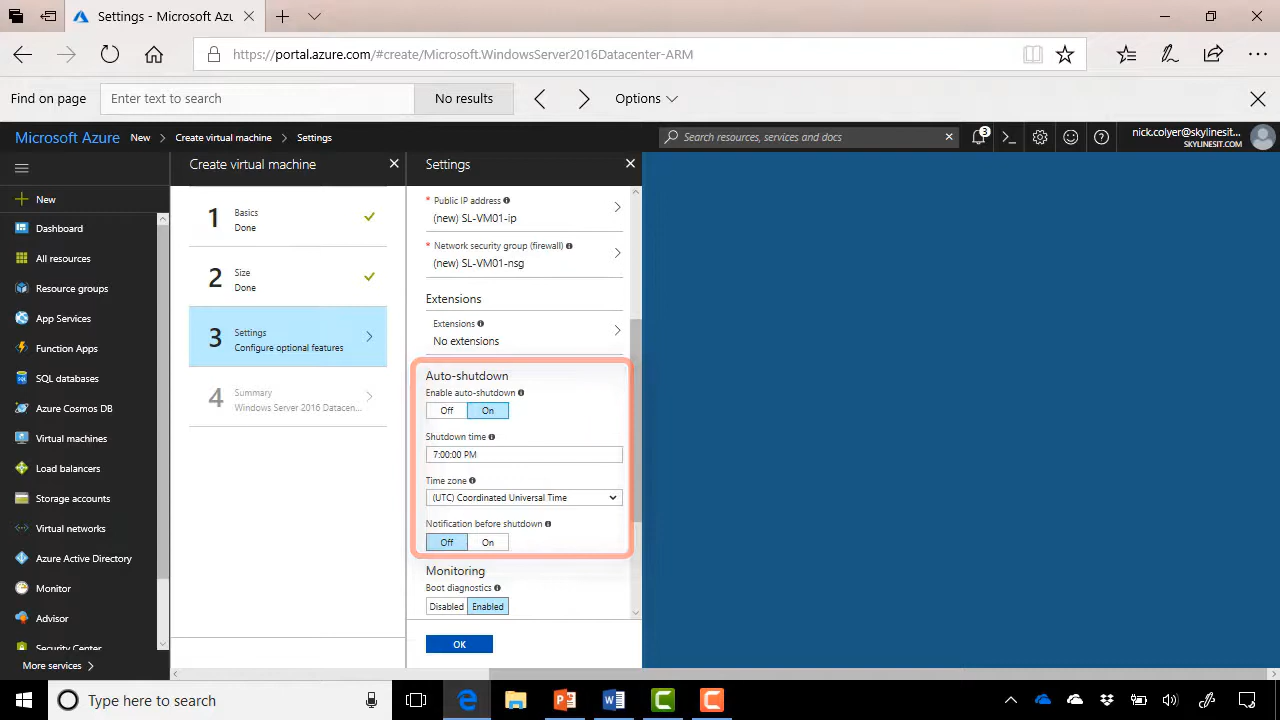 Settings - Microsoft Azu
https://portal.azure.com/#create/Microsoft.WindowsServer2016Datacenter-ARM
Find on page
Enter text to search
No results
Options
Microsoft Azure
New
Create virtual machine
Settings
Search resources, services and docs
3
nick.colyer@skylinesit....
SKYLINESIT.COM
New
Dashboard
All resources
Resource groups
App Services
Function Apps
SQL databases
Azure Cosmos DB
Virtual machines
Load balancers
Storage accounts
Virtual networks
Azure Active Directory
Monitor
Advisor
Security Center
More services
Create virtual machine
1
Basics
Done
2
Size
Done
3
Settings
Configure optional features
4
Summary
Windows Server 2016 Datacen...
Settings
* Public IP address
(new) SL-VM01-ip
* Network security group (firewall)
(new) SL-VM01-nsg
Extensions
Extensions
No extensions
Auto-shutdown
Enable auto-shutdown
Off On
Shutdown time
7:00:00 PM
Time zone
(UTC) Coordinated Universal Time
Notification before shutdown
Off On
Monitoring
Boot diagnostics
Disabled Enabled
OK
Type here to search